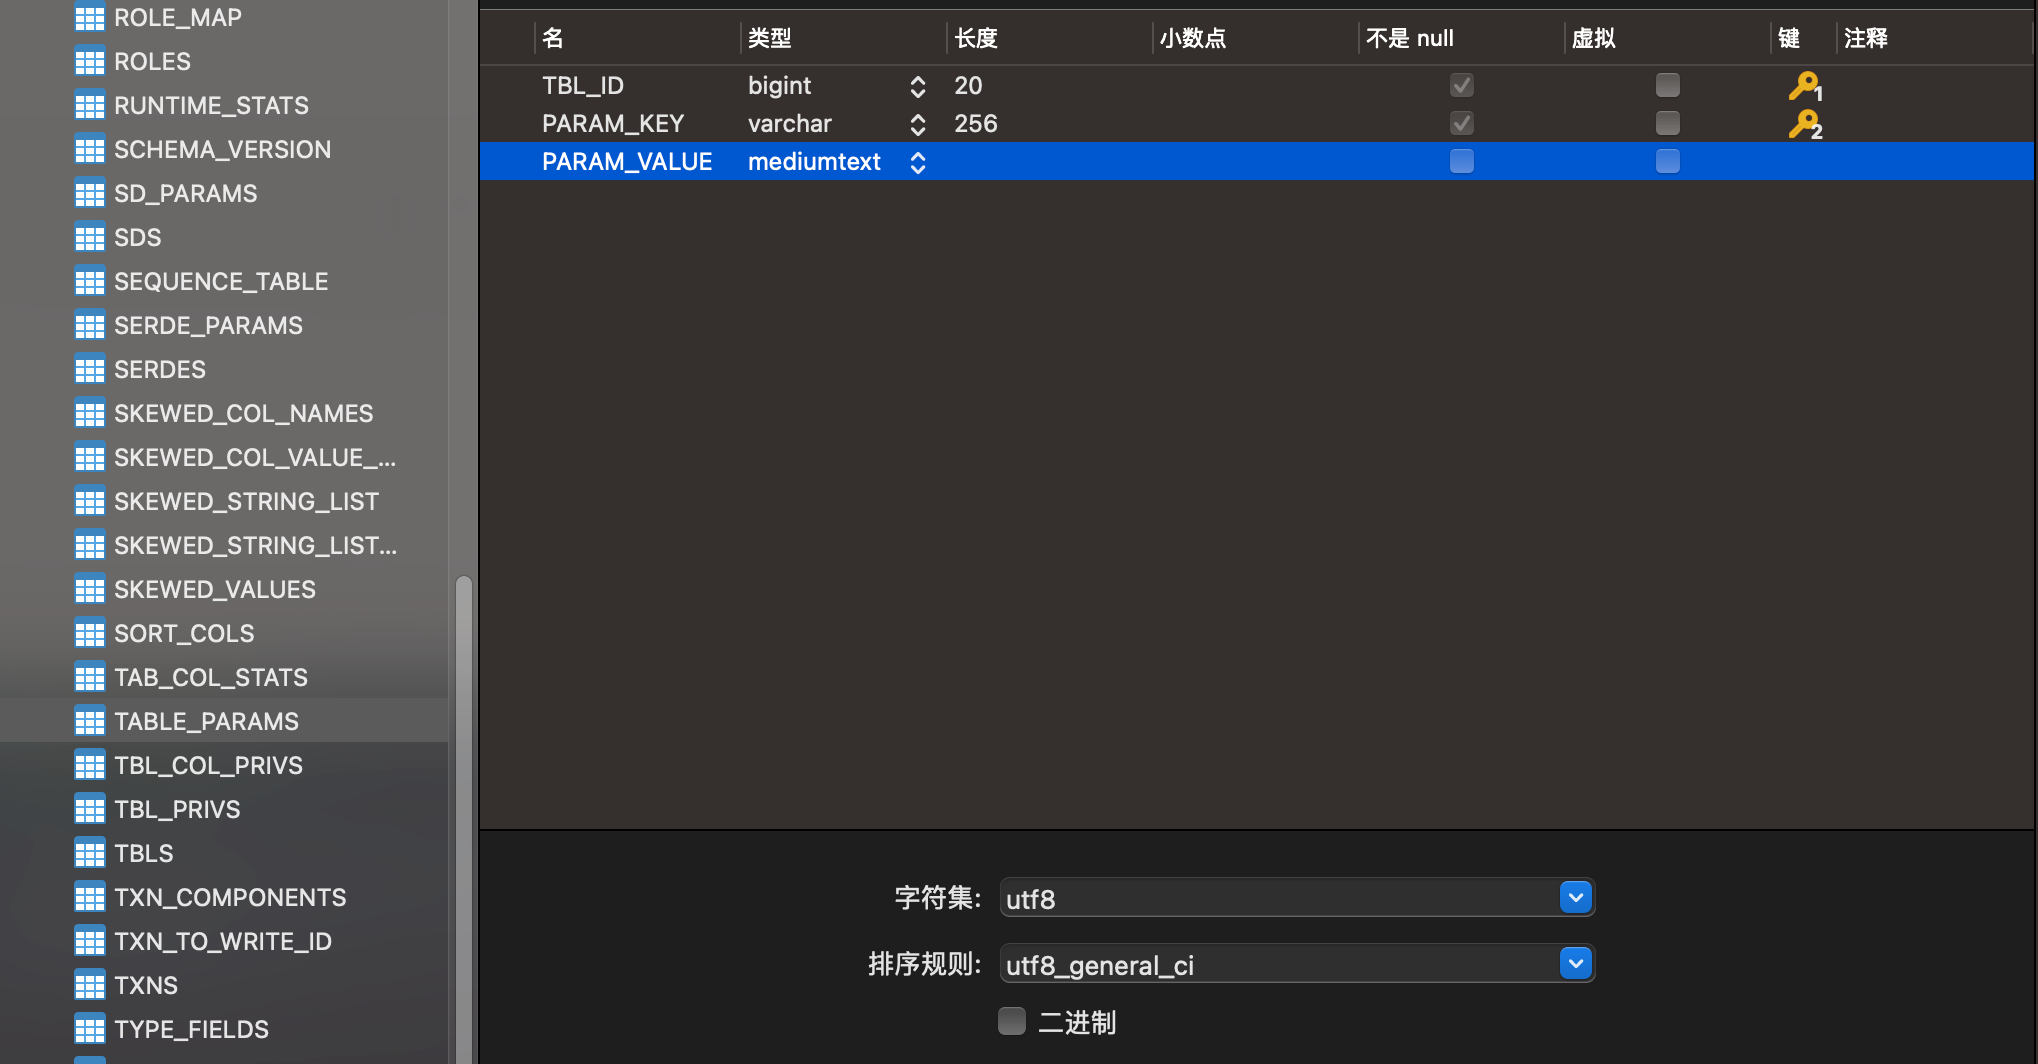 ROLE_MAP
ROLES
RUNTIME_STATS
SCHEMA_VERSION
SD_PARAMS
SDS
SEQUENCE_TABLE
SERDE_PARAMS
SERDES
SKEWED_COL_NAMES
SKEWED_COL_VALUE_...
SKEWED_STRING_LIST
SKEWED_STRING_LIST...
SKEWED_VALUES
SORT_COLS
TAB_COL_STATS
TABLE_PARAMS
TBL_COL_PRIVS
TBL_PRIVS
TBLS
TXN_COMPONENTS
TXN_TO_WRITE_ID
TXNS
TYPE_FIELDS
名 类型 长度 小数点 不是 null 虚拟 键 注释
TBL_ID bigint 20 1
PARAM_KEY varchar 256 2
PARAM_VALUE mediumtext
字符集: utf8
排序规则: utf8_general_ci
二进制